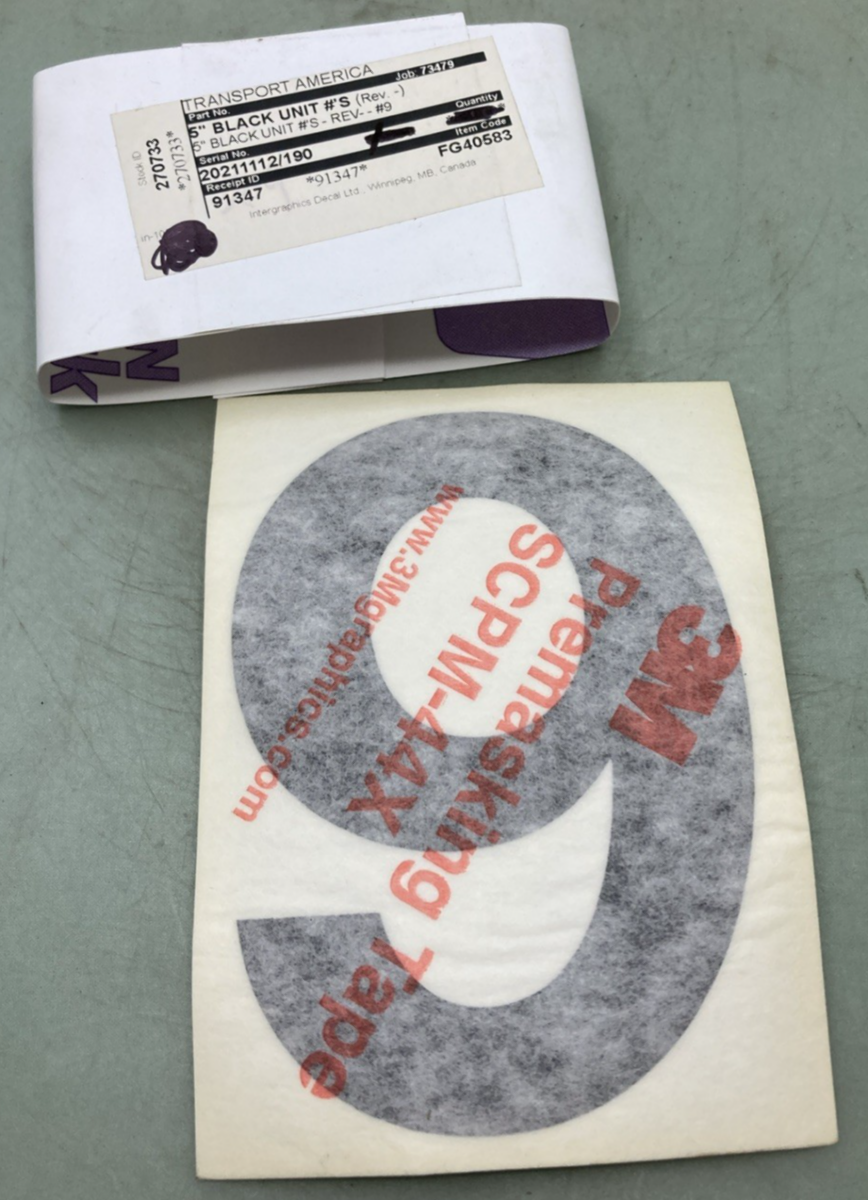 TRANSPORT AMERICA
Job: 73479
Part No.
5" BLACK UNIT #'S (Rev. -)
5" BLACK UNIT #'S - REV-- #9
Quantity
Serial No.
Item Code
20211112/190
FG40583
Receipt ID
91347
*91347*
Intergraphics Decal Ltd., Winnipeg, MB, Canada
Stock ID
270733
*270733*
9
3M
Premasking Tape
SCPM-44X
www.3Mgraphics.com